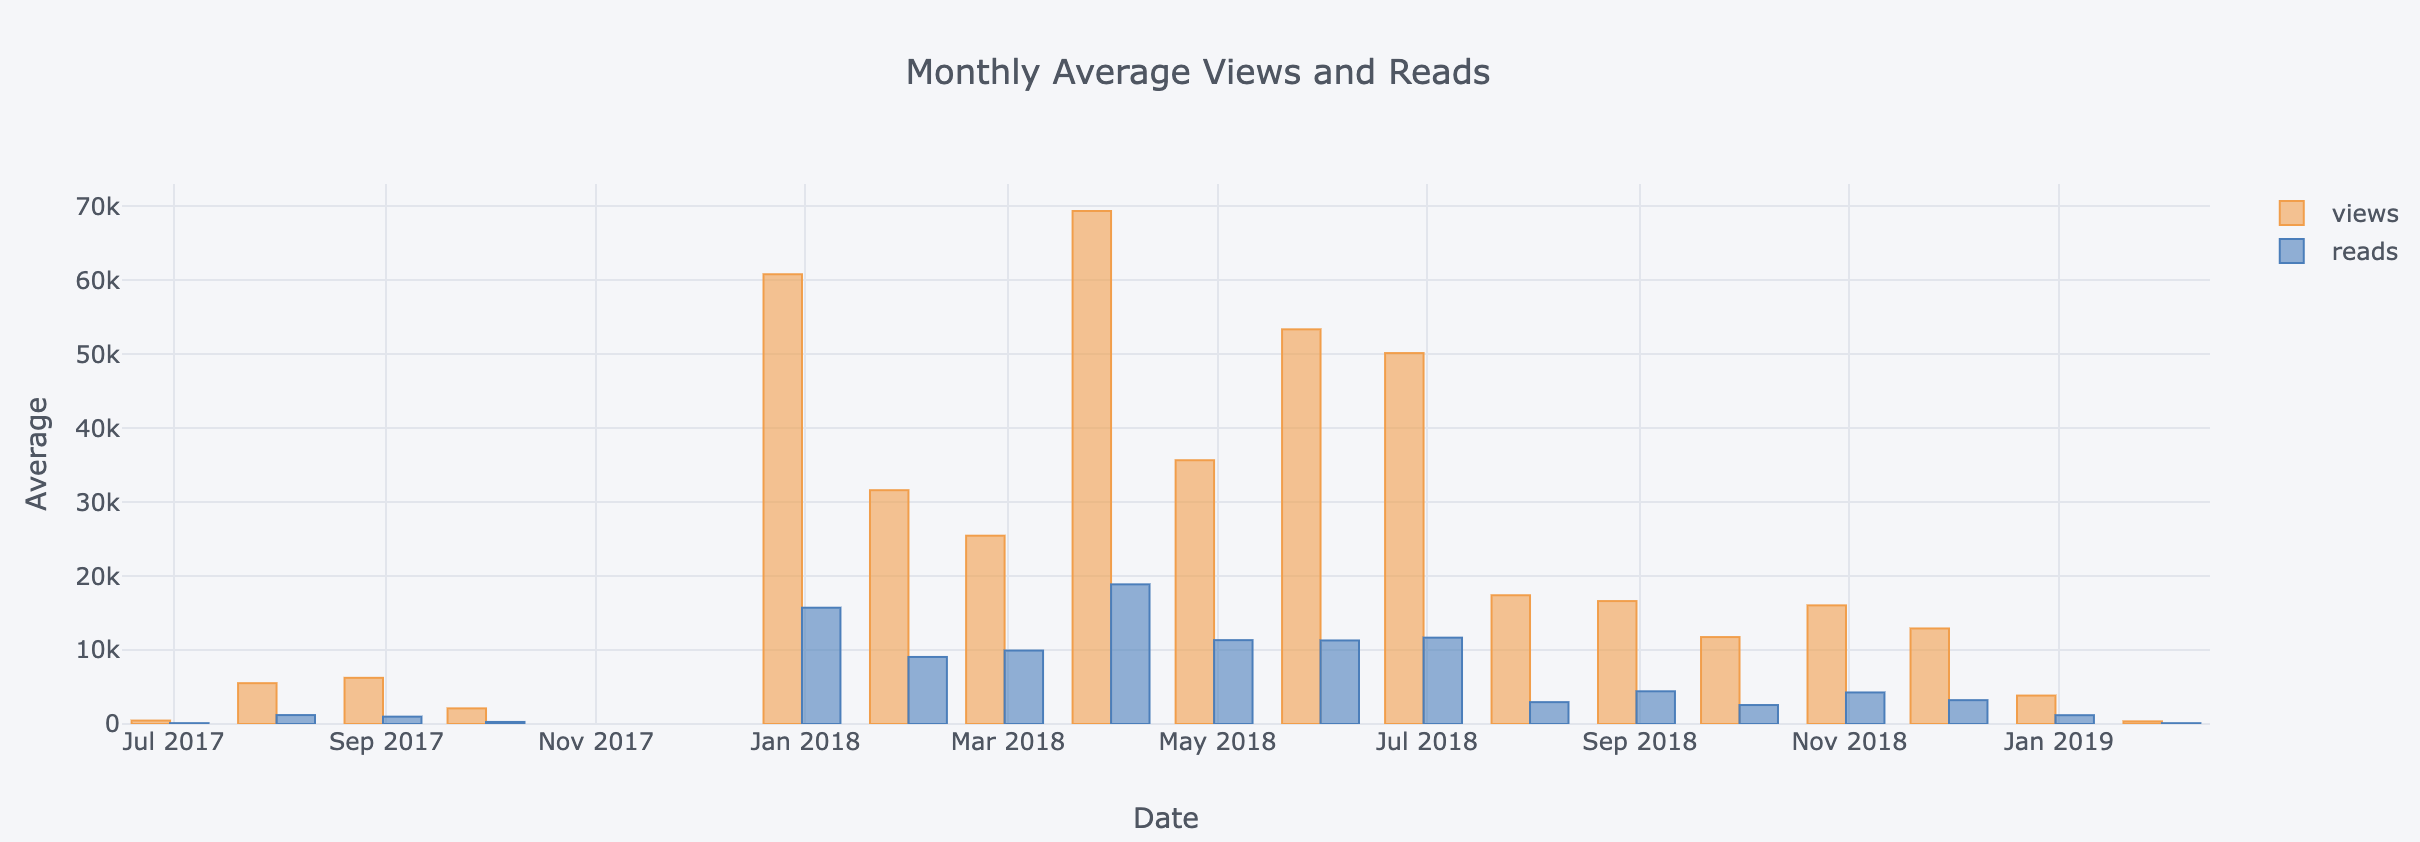 Monthly Average Views and Reads
views
reads
70k
60k
50k
40k
30k
20k
10k
0
Average
Jul 2017 Sep 2017 Nov 2017 Jan 2018 Mar 2018 May 2018 Jul 2018 Sep 2018 Nov 2018 Jan 2019
Date